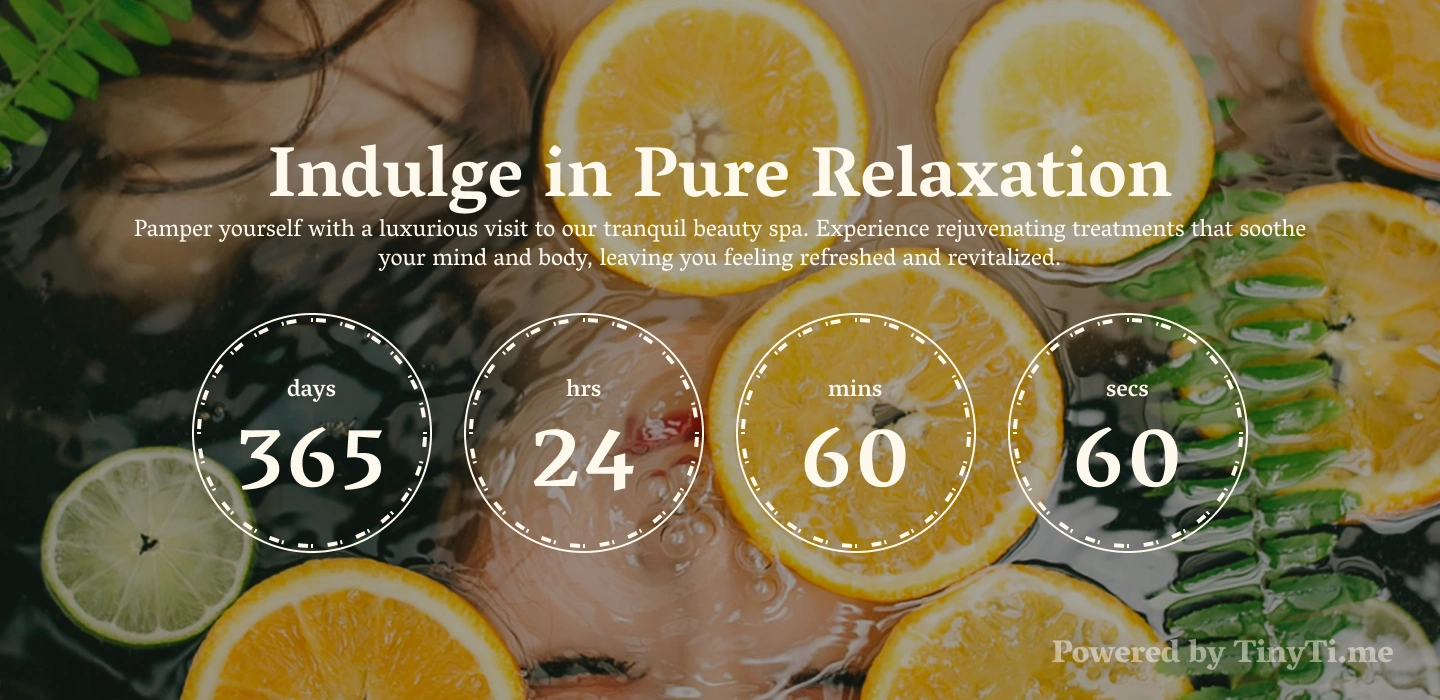 Indulge in Pure Relaxation
Pamper yourself with a luxurious visit to our tranquil beauty spa. Experience rejuvenating treatments that soothe
your mind and body, leaving you feeling refreshed and revitalized.
days hrs mins secs
365 24 60 60
Powered by TinyTi.me